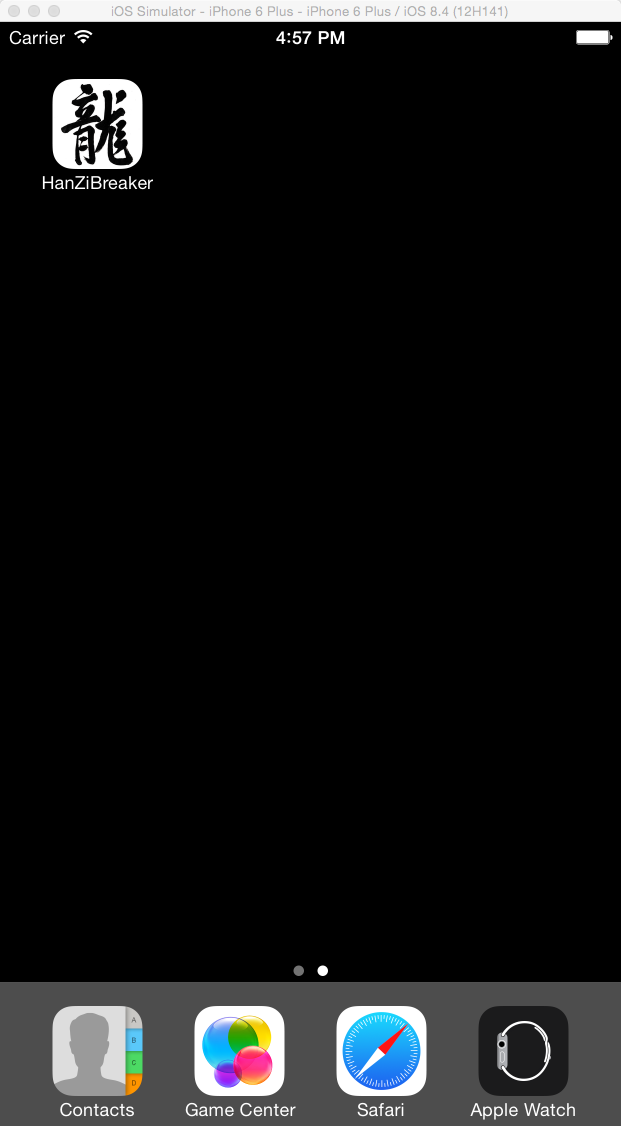 iOS Simulator - iPhone 6 Plus - iPhone 6 Plus / iOS 8.4 (12H141)
Carrier 4:57 PM
龍
HanZiBreaker
A
B
C
D
Contacts Game Center Safari Apple Watch